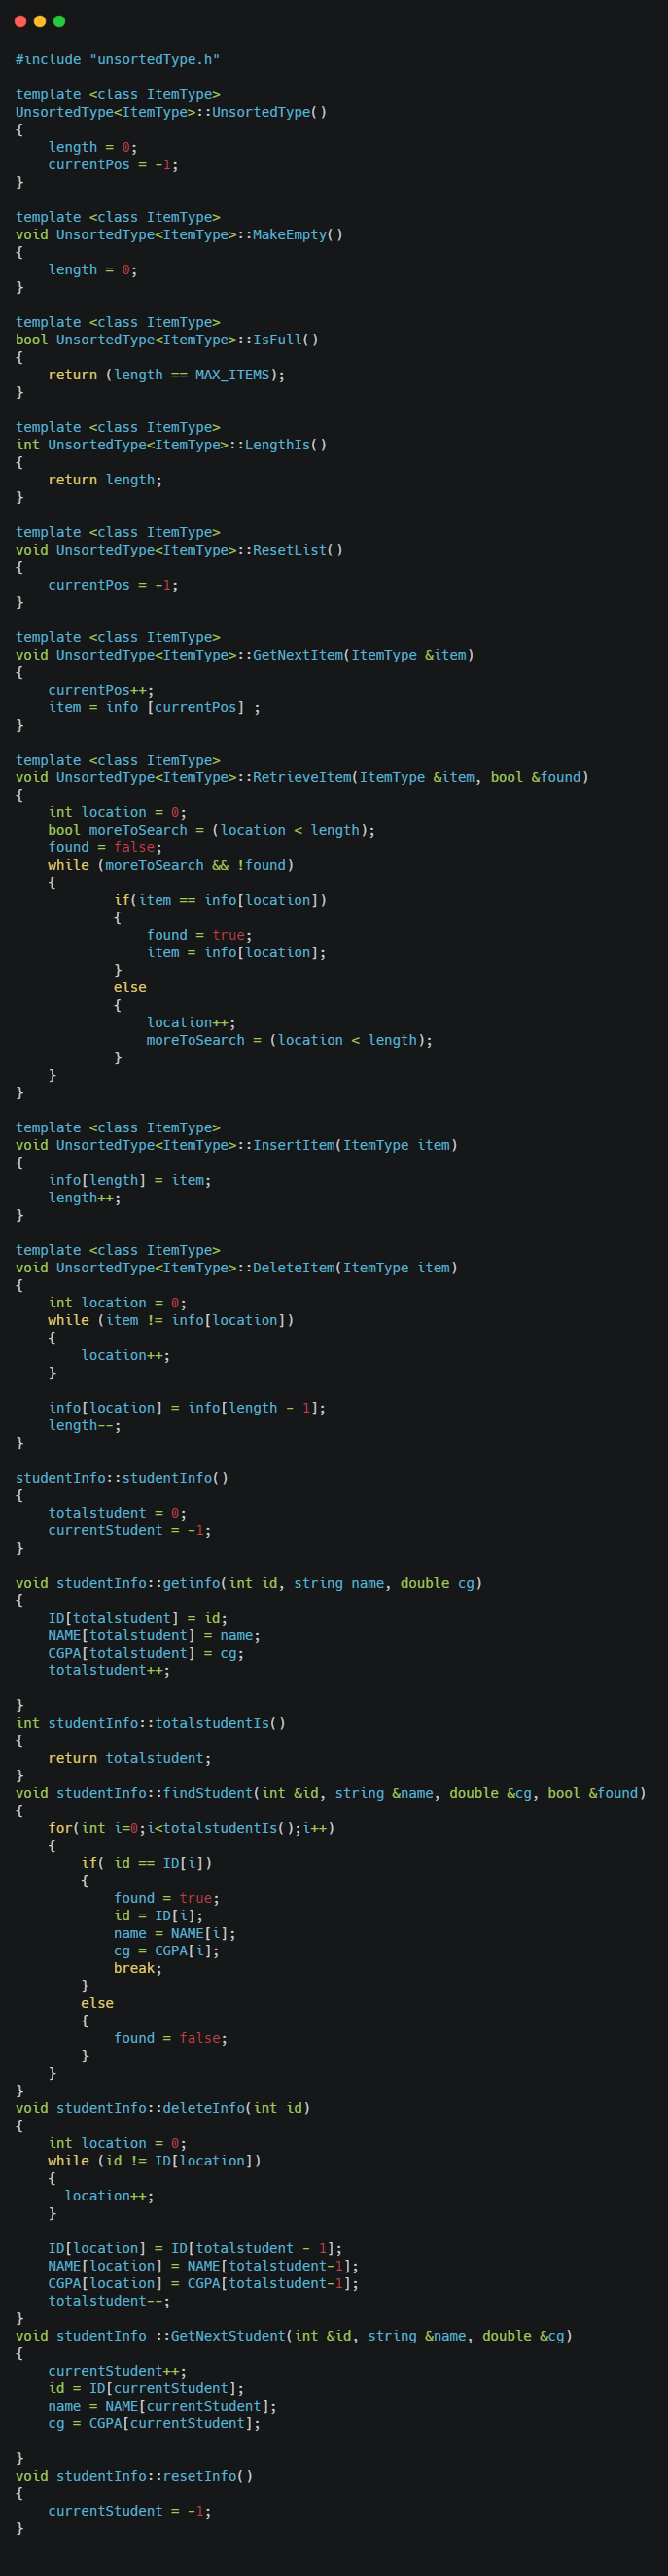 #include "unsortedType.h"

template <class ItemType>
UnsortedType<ItemType>::UnsortedType()
{
    length = 0;
    currentPos = -1;
}

template <class ItemType>
void UnsortedType<ItemType>::MakeEmpty()
{
    length = 0;
}

template <class ItemType>
bool UnsortedType<ItemType>::IsFull()
{
    return (length == MAX_ITEMS);
}

template <class ItemType>
int UnsortedType<ItemType>::LengthIs()
{
    return length;
}

template <class ItemType>
void UnsortedType<ItemType>::ResetList()
{
    currentPos = -1;
}

template <class ItemType>
void UnsortedType<ItemType>::GetNextItem(ItemType &item)
{
    currentPos++;
    item = info [currentPos] ;
}

template <class ItemType>
void UnsortedType<ItemType>::RetrieveItem(ItemType &item, bool &found)
{
    int location = 0;
    bool moreToSearch = (location < length);
    found = false;
    while (moreToSearch && !found)
    {
            if(item == info[location])
            {
                found = true;
                item = info[location];
            }
            else
            {
                location++;
                moreToSearch = (location < length);
            }
    }
}

template <class ItemType>
void UnsortedType<ItemType>::InsertItem(ItemType item)
{
    info[length] = item;
    length++;
}

template <class ItemType>
void UnsortedType<ItemType>::DeleteItem(ItemType item)
{
    int location = 0;
    while (item != info[location])
    {
        location++;
    }

    info[location] = info[length - 1];
    length--;
}

studentInfo::studentInfo()
{
    totalstudent = 0;
    currentStudent = -1;
}

void studentInfo::getinfo(int id, string name, double cg)
{
    ID[totalstudent] = id;
    NAME[totalstudent] = name;
    CGPA[totalstudent] = cg;
    totalstudent++;

}
int studentInfo::totalstudentIs()
{
    return totalstudent;
}
void studentInfo::findStudent(int &id, string &name, double &cg, bool &found)
{
    for(int i=0;i<totalstudentIs();i++)
    {
        if( id == ID[i])
        {
            found = true;
            id = ID[i];
            name = NAME[i];
            cg = CGPA[i];
            break;
        }
        else
        {
            found = false;
        }
    }
}
void studentInfo::deleteInfo(int id)
{
    int location = 0;
    while (id != ID[location])
    {
      location++;
    }

    ID[location] = ID[totalstudent - 1];
    NAME[location] = NAME[totalstudent-1];
    CGPA[location] = CGPA[totalstudent-1];
    totalstudent--;
}
void studentInfo ::GetNextStudent(int &id, string &name, double &cg)
{
    currentStudent++;
    id = ID[currentStudent];
    name = NAME[currentStudent];
    cg = CGPA[currentStudent];

}
void studentInfo::resetInfo()
{
    currentStudent = -1;
}